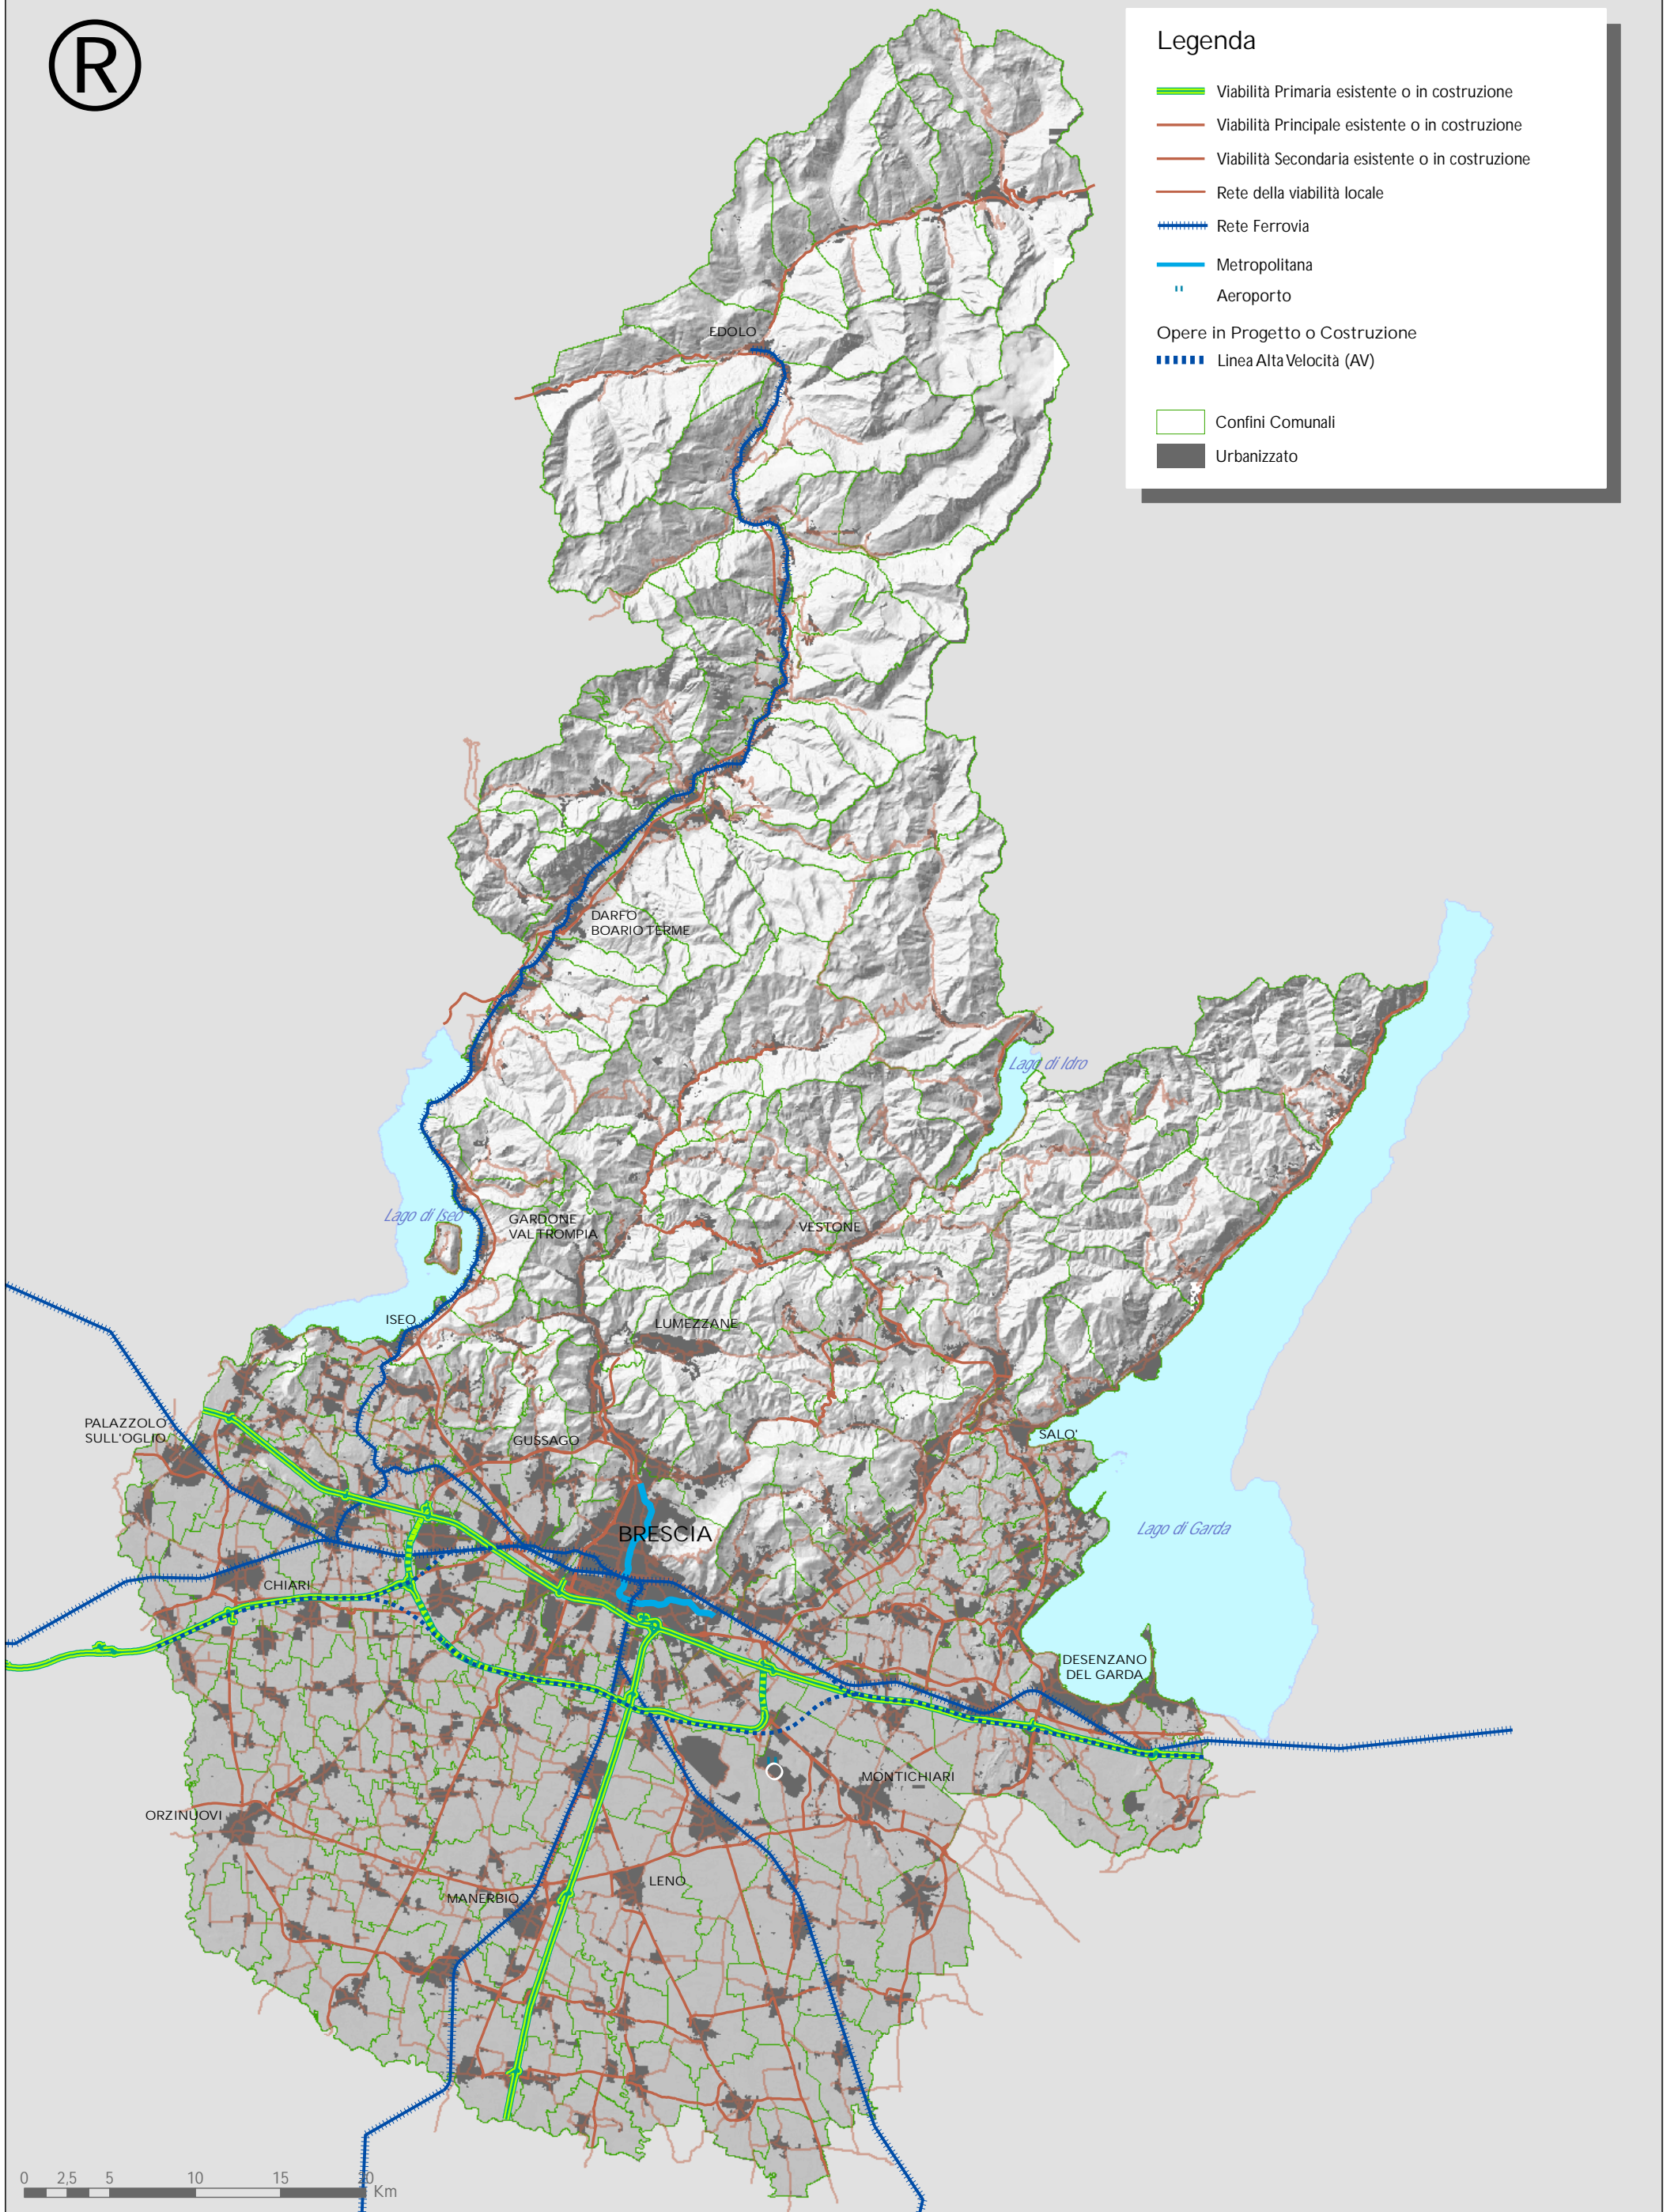 ®
Legenda
Viabilità Primaria esistente o in costruzione
Viabilità Principale esistente o in costruzione
Viabilità Secondaria esistente o in costruzione
Rete della viabilità locale
Rete Ferrovia
Metropolitana
Aeroporto
Opere in Progetto o Costruzione
Linea Alta Velocità (AV)
Confini Comunali
Urbanizzato
EDOLO
DARFO
BOARIO TERME
Lago di Idro
Lago di Iseo
GARDONE
VAL TROMPIA
VESTONE
ISEO
LUMEZZANE
PALAZZOLO
SULL'OGLIO
GUSSAGO
SALO'
BRESCIA
Lago di Garda
CHIARI
DESENZANO
DEL GARDA
MONTICHIARI
ORZINUOVI
LENO
MANERBIO
0 2,5 5 10 15 20
Km